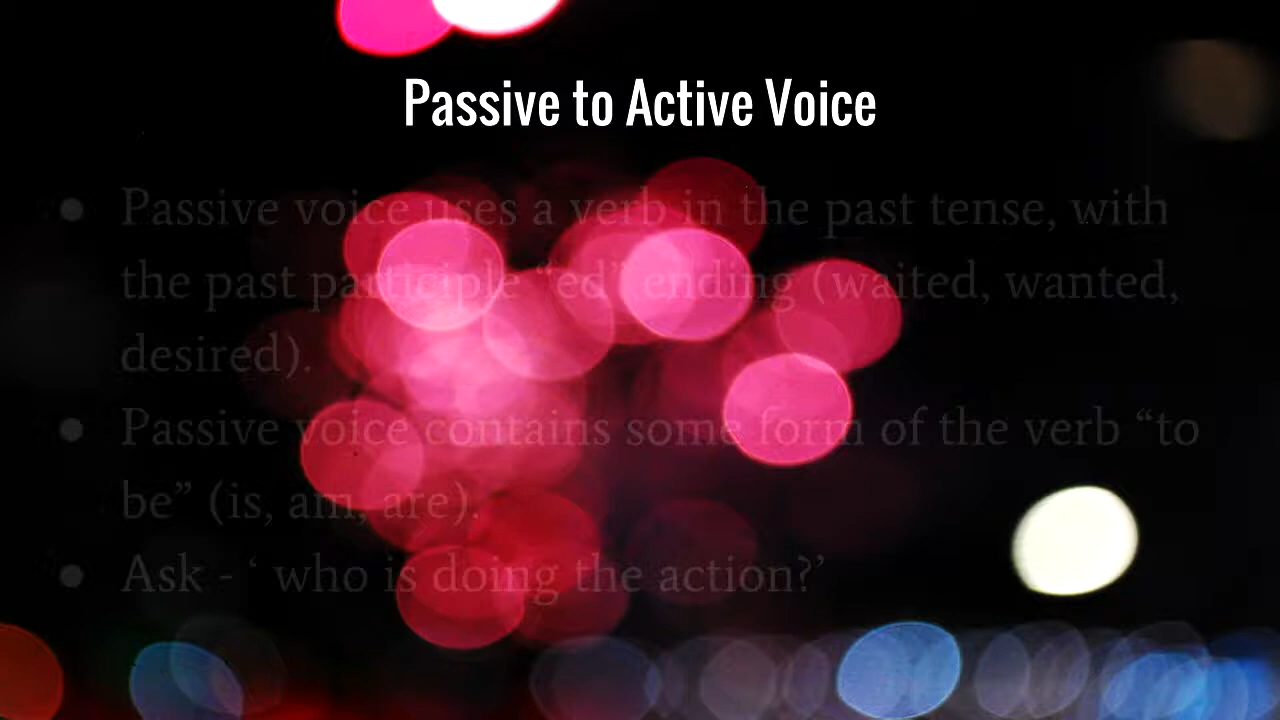 Passive to Active Voice
● Passive voice uses a verb in the past tense, with
the past participle “ed” ending (waited, wanted,
desired).
● Passive voice contains some form of the verb “to
be” (is, am, are).
● Ask - ‘ who is doing the action?’